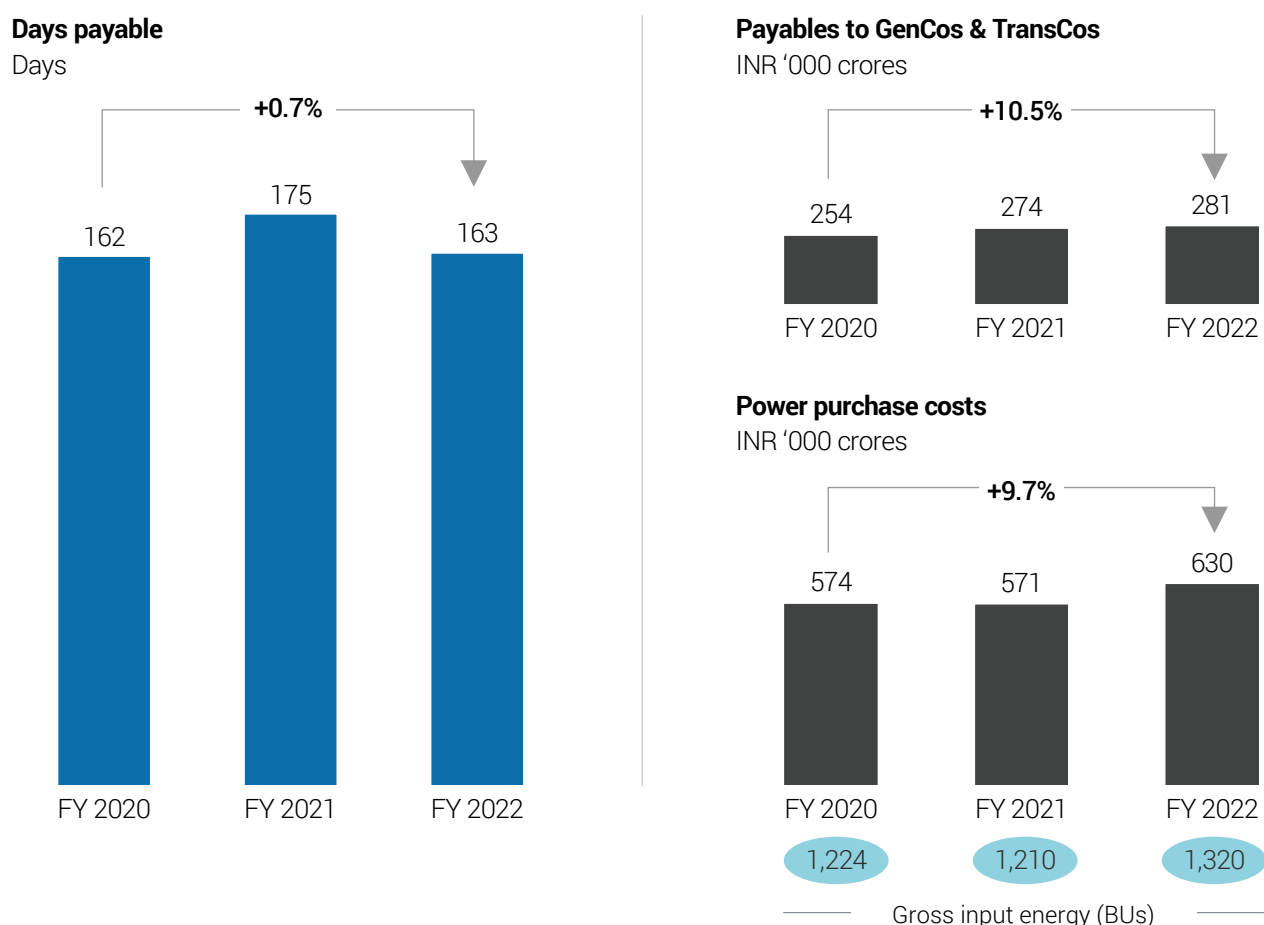 Days payable
Days
+0.7%
162
175
163
FY 2020
FY 2021
FY 2022
Payables to GenCos & TransCos
INR ‘000 crores
+10.5%
254
274
281
FY 2020
FY 2021
FY 2022
Power purchase costs
INR ‘000 crores
+9.7%
574
571
630
FY 2020
FY 2021
FY 2022
1,224
1,210
1,320
Gross input energy (BUs)